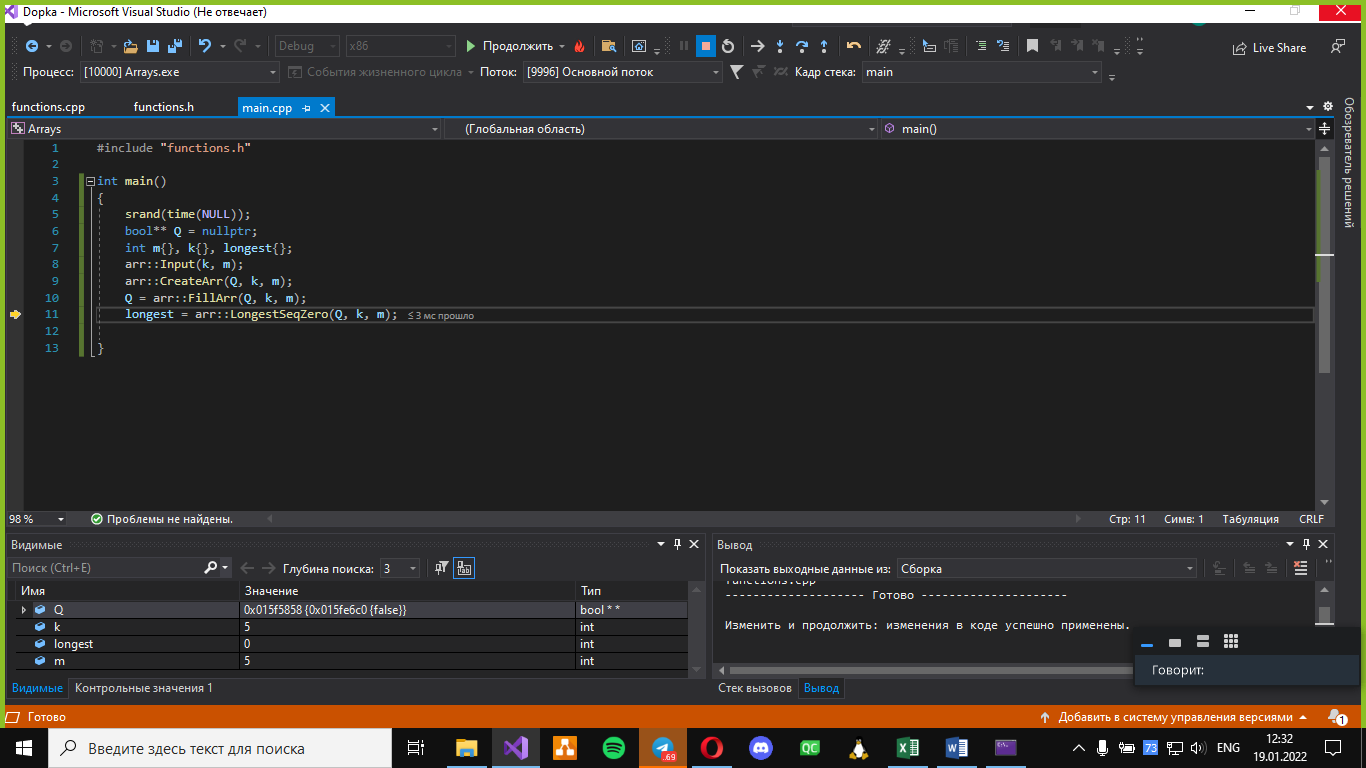 Dopka - Microsoft Visual Studio (Не отвечает)
Debug x86 Продолжить Live Share
Процесс: [10000] Arrays.exe События жизненного цикла Поток: [9996] Основной поток Кадр стека: main
functions.cpp functions.h main.cpp
Обозреватель решений
Arrays (Глобальная область) main()
1 #include "functions.h"
2
3 int main()
4 {
5 srand(time(NULL));
6 bool** Q = nullptr;
7 int m{}, k{}, longest{};
8 arr::Input(k, m);
9 arr::CreateArr(Q, k, m);
10 Q = arr::FillArr(Q, k, m);
11 longest = arr::LongestSeqZero(Q, k, m); ≤ 3 мс прошло
12
13 }
98 % Проблемы не найдены. Стр: 11 Симв: 1 Табуляция CRLF
Видимые
Поиск (Ctrl+E) Глубина поиска: 3
Имя Значение Тип
Q 0x015f5858 {0x015fe6c0 {false}} bool * *
k 5 int
longest 0 int
m 5 int
Видимые Контрольные значения 1
Вывод
Показать выходные данные из: Сборка
functions.cpp
-------------------- Готово ---------------------
Изменить и продолжить: изменения в коде успешно применены.
Говорит:
Стек вызовов Вывод
Готово Добавить в систему управления версиями 1
Введите здесь текст для поиска .69 QC 73 ENG 12:32
19.01.2022